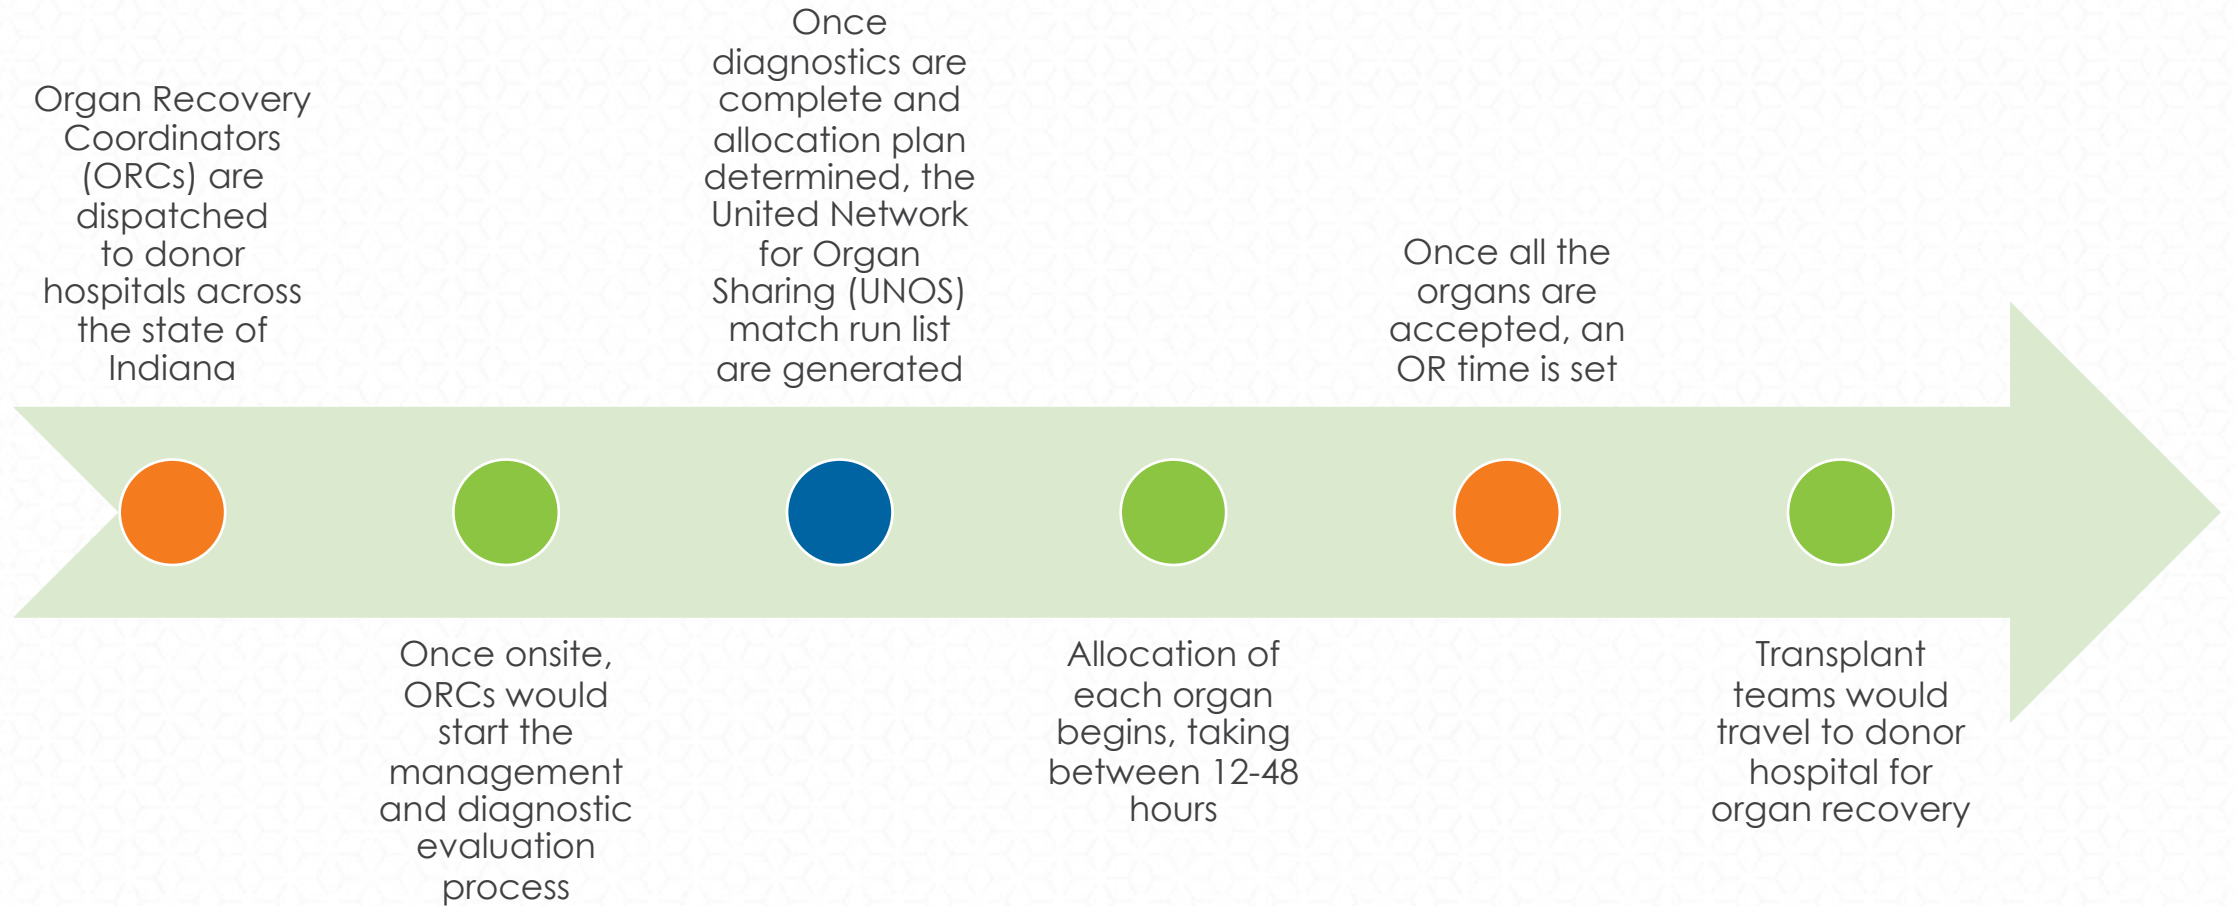 Organ Recovery
Coordinators
(ORCs) are
dispatched
to donor
hospitals across
the state of
Indiana
Once onsite,
ORCs would
start the
management
and diagnostic
evaluation
process
Once
diagnostics are
complete and
allocation plan
determined, the
United Network
for Organ
Sharing (UNOS)
match run list
are generated
Allocation of
each organ
begins, taking
between 12-48
hours
Once all the
organs are
accepted, an
OR time is set
Transplant
teams would
travel to donor
hospital for
organ recovery